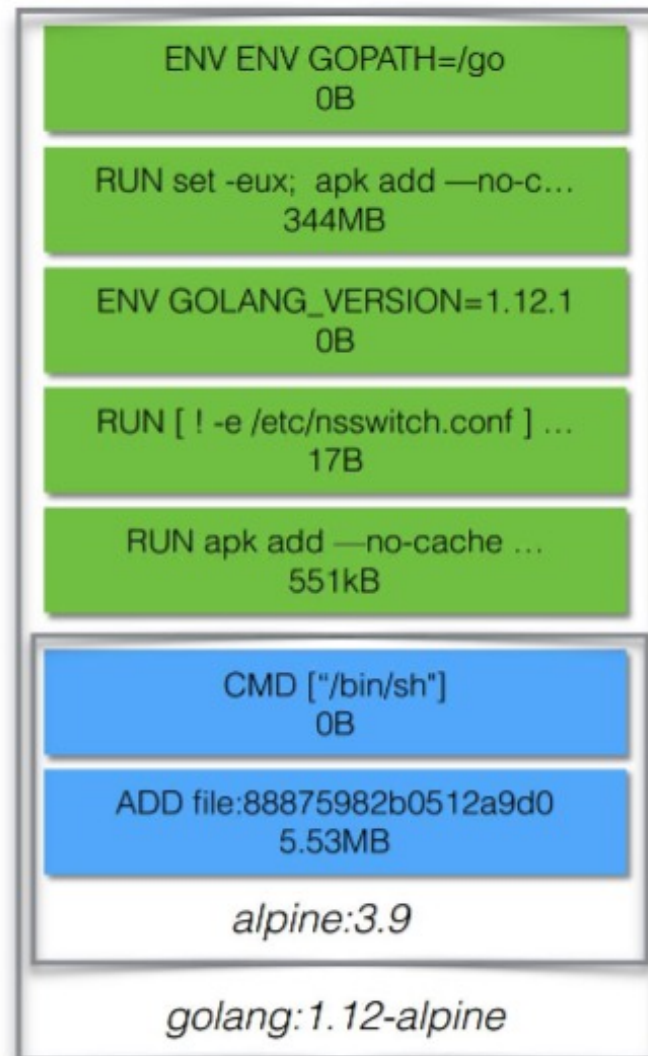 ENV ENV GOPATH=/go
0B
RUN set -eux;  apk add —no-c...
344MB
ENV GOLANG_VERSION=1.12.1
0B
RUN [ ! -e /etc/nsswitch.conf ] ...
17B
RUN apk add —no-cache ...
551kB
CMD [“/bin/sh"]
0B
ADD file:88875982b0512a9d0
5.53MB
alpine:3.9
golang:1.12-alpine